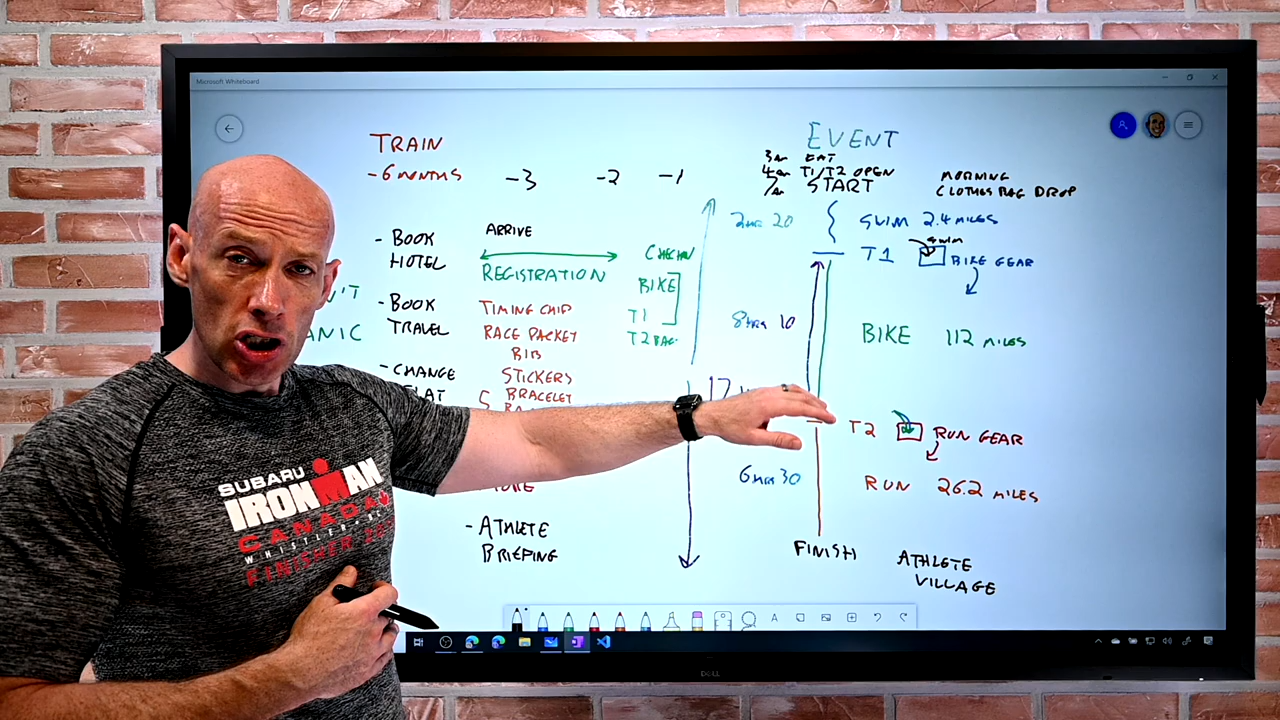 Microsoft Whiteboard
TRAIN
-6 MONTHS
-3
-2
-1
EVENT
3AM EAT
4AM T1/T2 OPEN
7AM START
MORNING
CLOTHES BAG DROP
- BOOK
HOTEL
- BOOK
TRAVEL
- CHANGE
ARRIVE
REGISTRATION
TIMING CHIP
RACE PACKET
BIB
STICKERS
BRACELET
- ATHLETE
BRIEFING
CHECKIN
BIKE
T1
T2 BAG
2HRS 20
SWIM 2.4 MILES
T1
SWIM
BIKE GEAR
8HRS 10
BIKE 112 MILES
17
T2
RUN GEAR
6HRS 30
RUN 26.2 MILES
FINISH
ATHLETE
VILLAGE
SUBARU
IRONMAN
CANADA
FINISHER
DELL